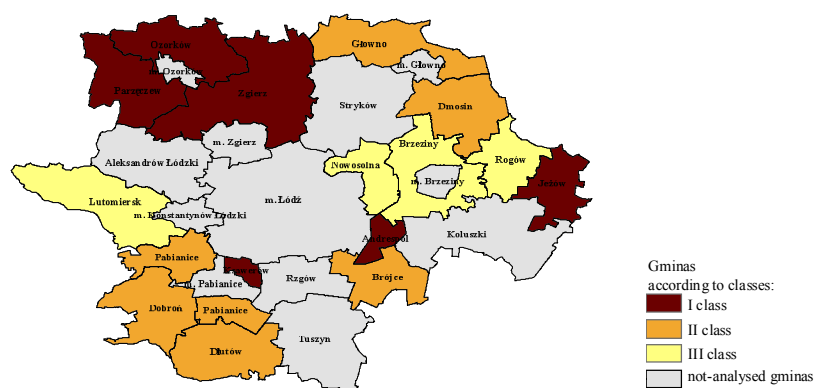 Ozorków
Głowno
m. Ozorków
m. Głowno
Parzęczew
Zgierz
Stryków
Dmosin
m. Zgierz
Brzeziny
Aleksandrów Łódzki
Nowosolna
Rogów
m. Brzeziny
Jeżów
Lutomiersk
m. Łódź
m. Konstantynów Łódzki
Andrespol
Koluszki
Pabianice
Ksawerów
Rzgów
Brójce
m. Pabianice
Dobroń
Pabianice
Tuszyn
Dłutów
Gminas
according to classes:
I class
II class
III class
not-analysed gminas